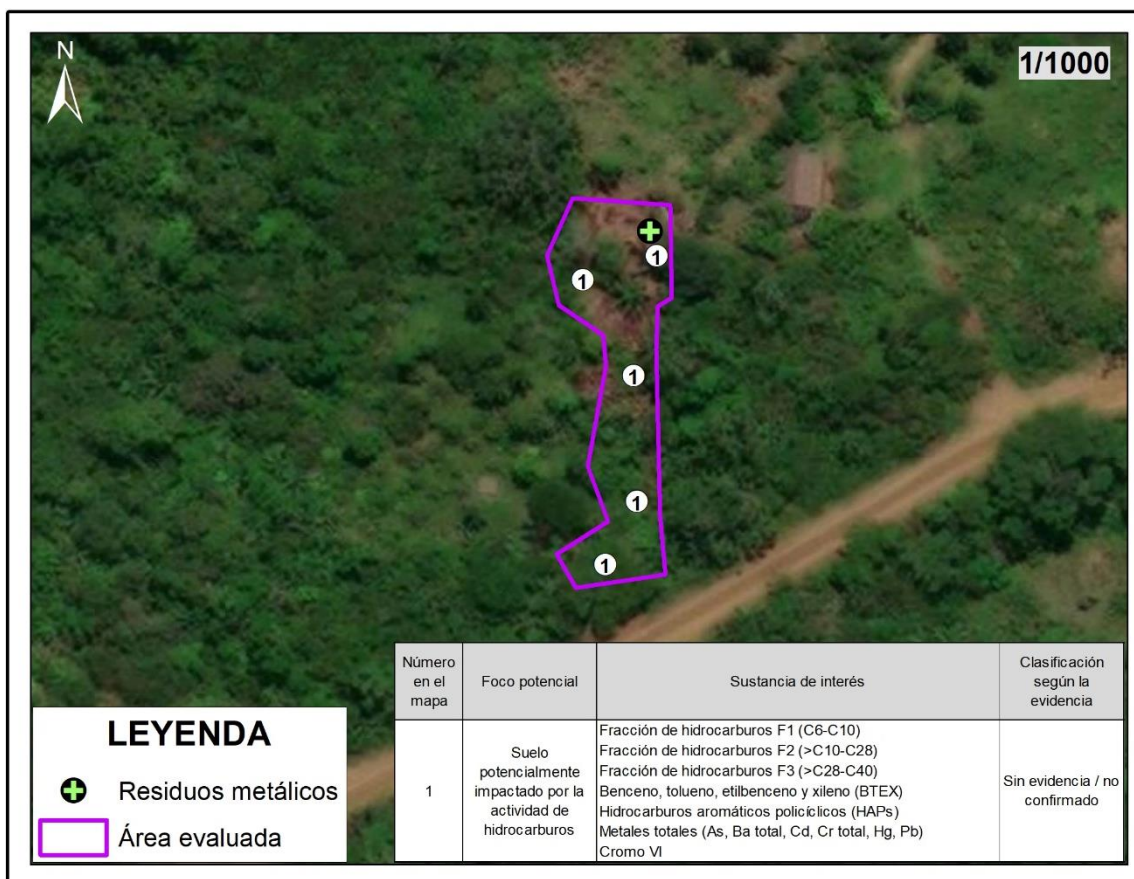 N
1/1000
1
1
1
1
1
LEYENDA
Residuos metálicos
Área evaluada
Número en el mapa
Foco potencial
Sustancia de interés
Clasificación según la evidencia
1
Suelo potencialmente impactado por la actividad de hidrocarburos
Fracción de hidrocarburos F1 (C6-C10)
Fracción de hidrocarburos F2 (>C10-C28)
Fracción de hidrocarburos F3 (>C28-C40)
Benceno, tolueno, etilbenceno y xileno (BTEX)
Hidrocarburos aromáticos policíclicos (HAPs)
Metales totales (As, Ba total, Cd, Cr total, Hg, Pb)
Cromo VI
Sin evidencia / no confirmado